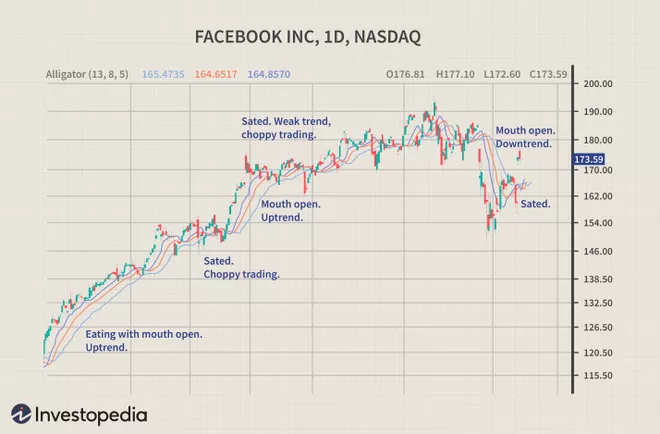 FACEBOOK INC, 1D, NASDAQ
Alligator (13, 8, 5) 165.4735 164.6517 164.8570 O176.81 H177.10 L172.60 C173.59
200.00
190.00
Sated. Weak trend,
choppy trading.
Mouth open.
Downtrend.
180.00
173.59
170.00
162.00
Mouth open.
Uptrend.
Sated.
154.00
146.00
Sated.
Choppy trading.
138.50
132.50
126.50
Eating with mouth open.
Uptrend.
120.50
115.50
Investopedia